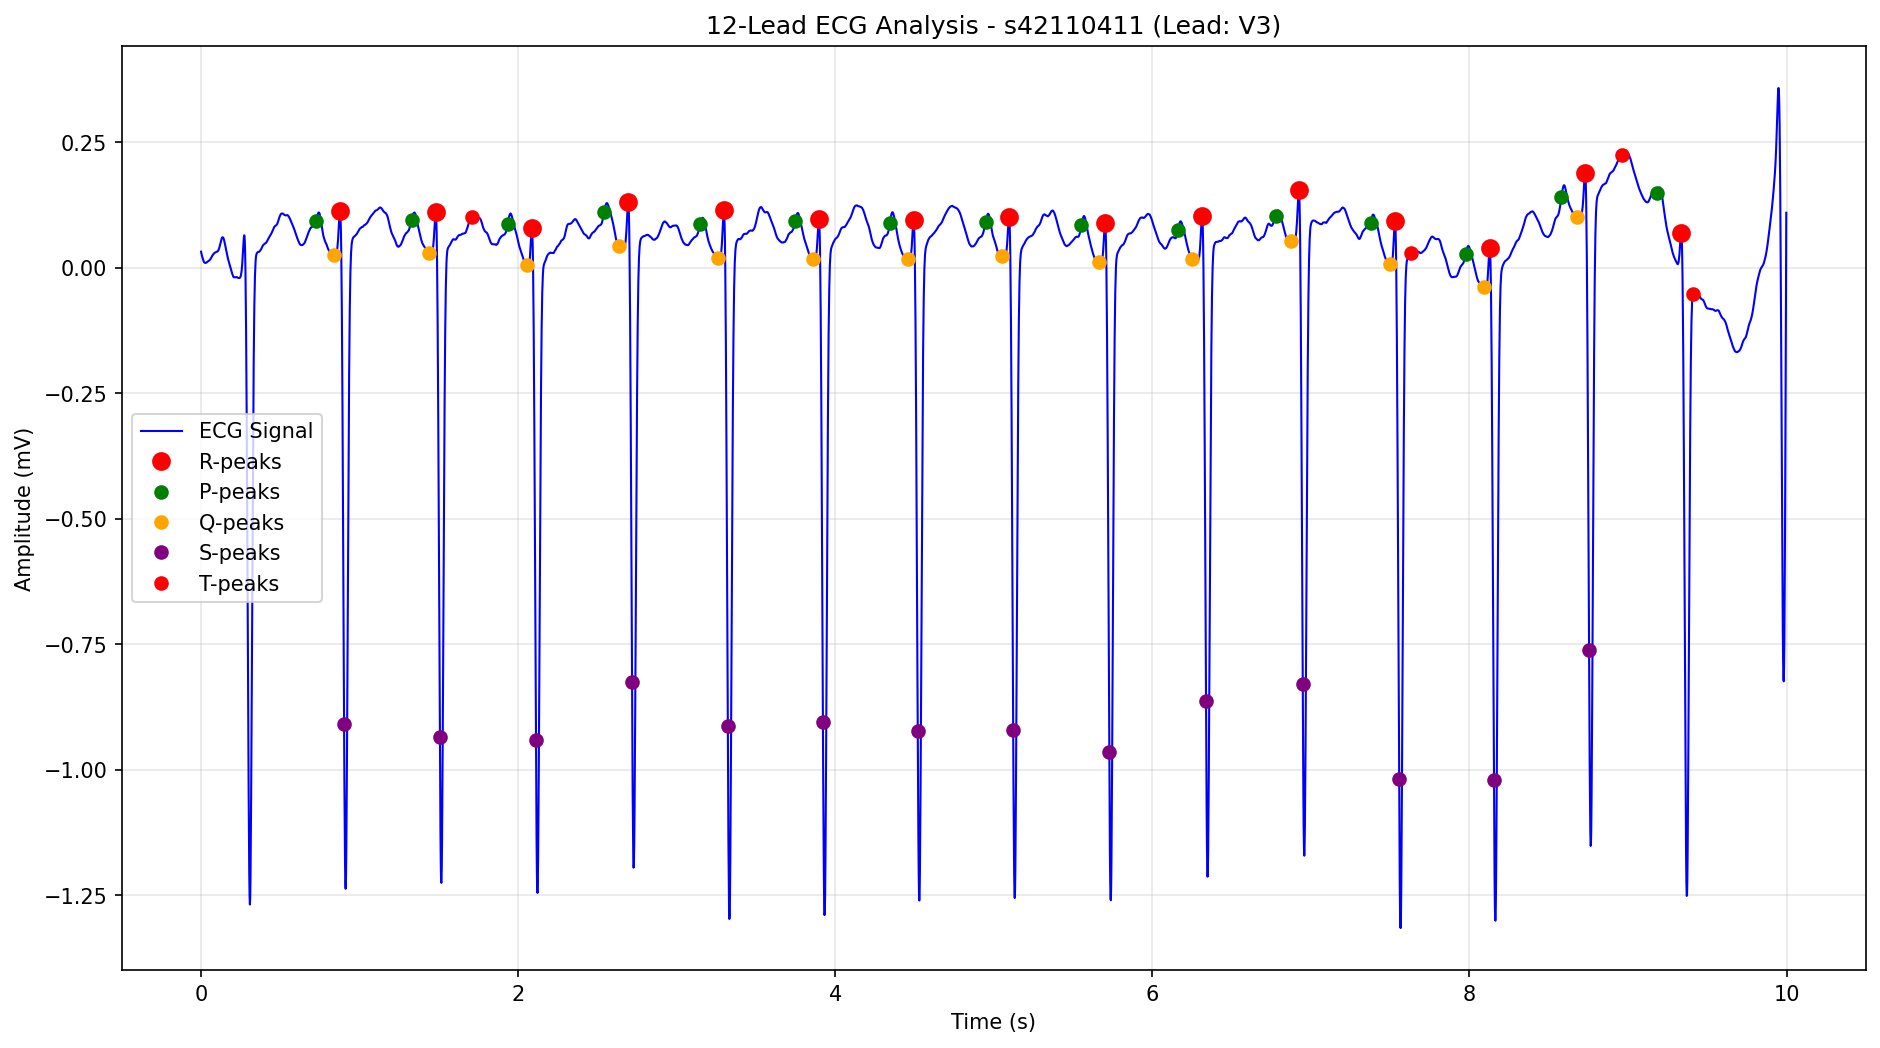 12-Lead ECG Analysis - s42110411 (Lead: V3)
Amplitude (mV)
0.25
0.00
−0.25
−0.50
−0.75
−1.00
−1.25
ECG Signal
R-peaks
P-peaks
Q-peaks
S-peaks
T-peaks
0 2 4 6 8 10
Time (s)